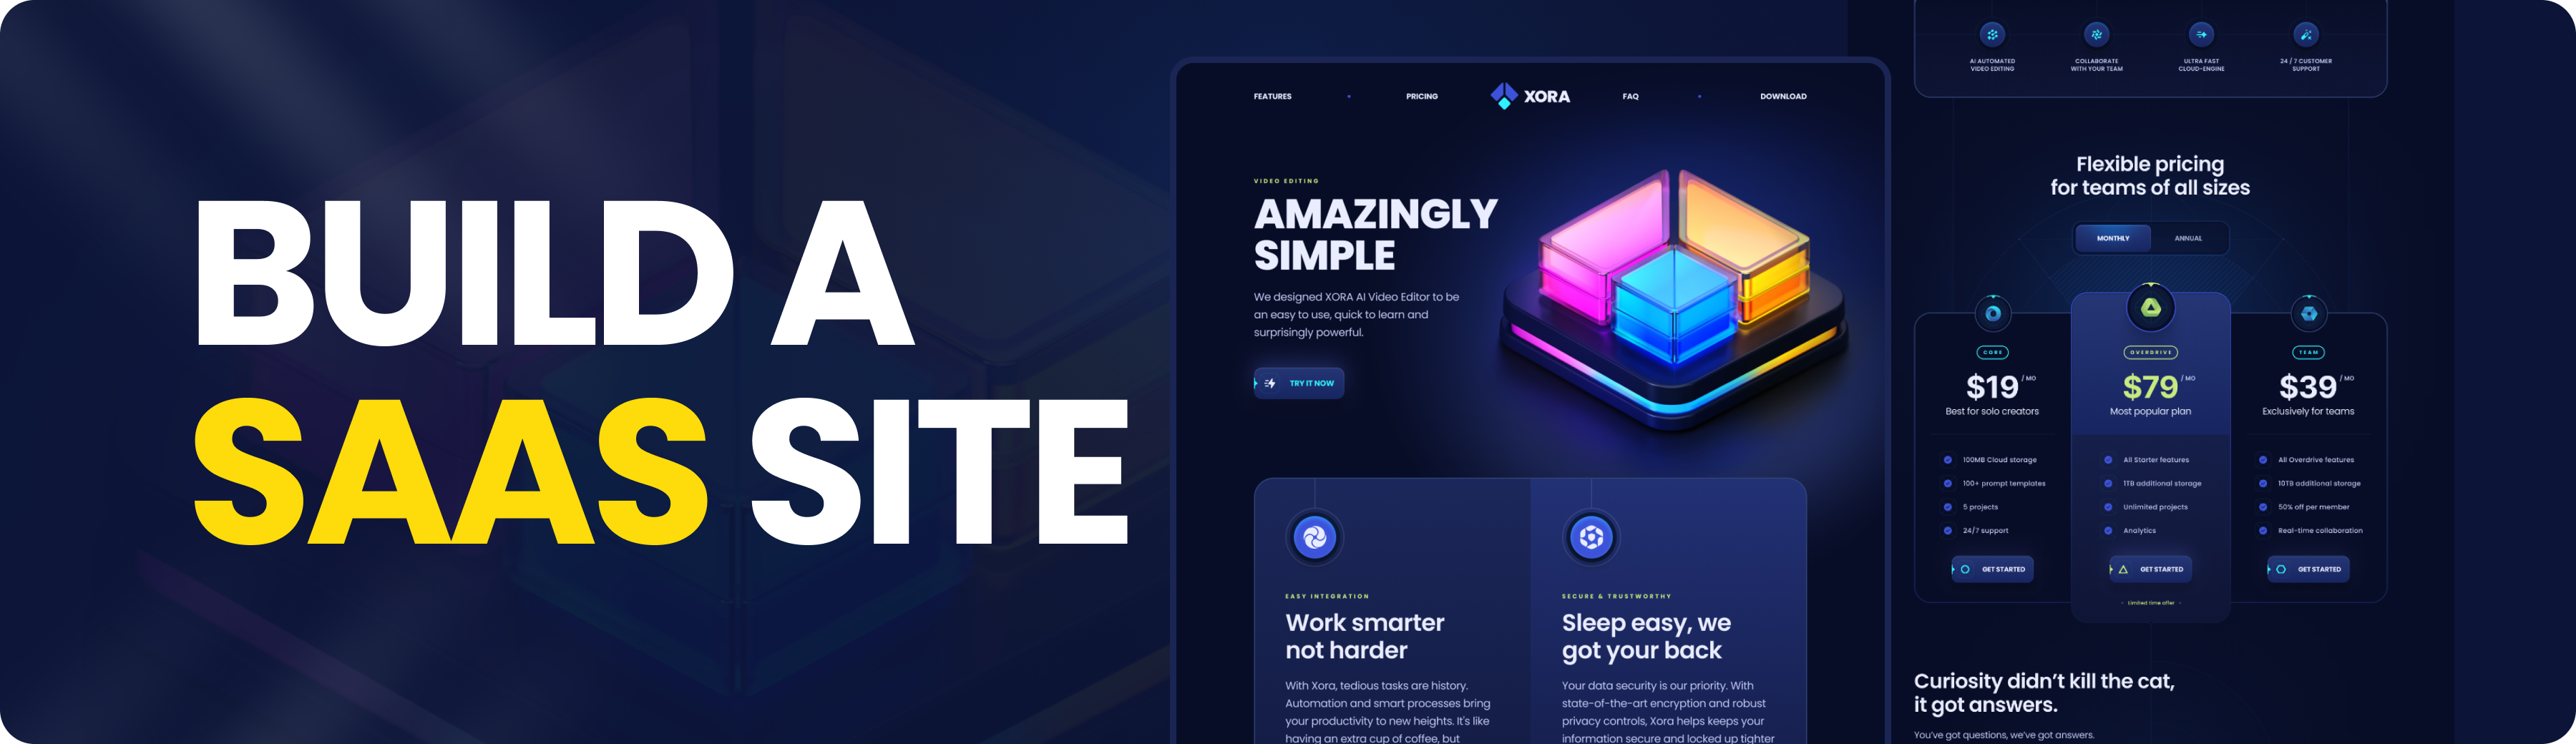 BUILD A
SAAS SITE
FEATURES
PRICING
XORA
FAQ
DOWNLOAD
VIDEO EDITING
AMAZINGLY
SIMPLE
We designed XORA AI Video Editor to be
an easy to use, quick to learn and
surprisingly powerful.
TRY IT NOW
EASY INTEGRATION
Work smarter
not harder
With Xora, tedious tasks are history.
Automation and smart processes bring
your productivity to new heights. It's like
having an extra cup of coffee, but
SECURE & TRUSTWORTHY
Sleep easy, we
got your back
Your data security is our priority. With
state-of-the-art encryption and robust
privacy controls, Xora helps keeps your
information secure and locked up tighter
AI AUTOMATED
VIDEO EDITING
COLLABORATE
WITH YOUR TEAM
ULTRA FAST
CLOUD-ENGINE
24 / 7 CUSTOMER
SUPPORT
Flexible pricing
for teams of all sizes
MONTHLY
ANNUAL
CORE
$19 / MO
Best for solo creators
100MB Cloud storage
100+ prompt templates
5 projects
24/7 support
GET STARTED
OVERDRIVE
$79 / MO
Most popular plan
All Starter features
1TB additional storage
Unlimited projects
Analytics
GET STARTED
- Limited time offer -
TEAM
$39 / MO
Exclusively for teams
All Overdrive features
10TB additional storage
50% off per member
Real-time collaboration
GET STARTED
Curiosity didn’t kill the cat,
it got answers.
You’ve got questions, we’ve got answers.